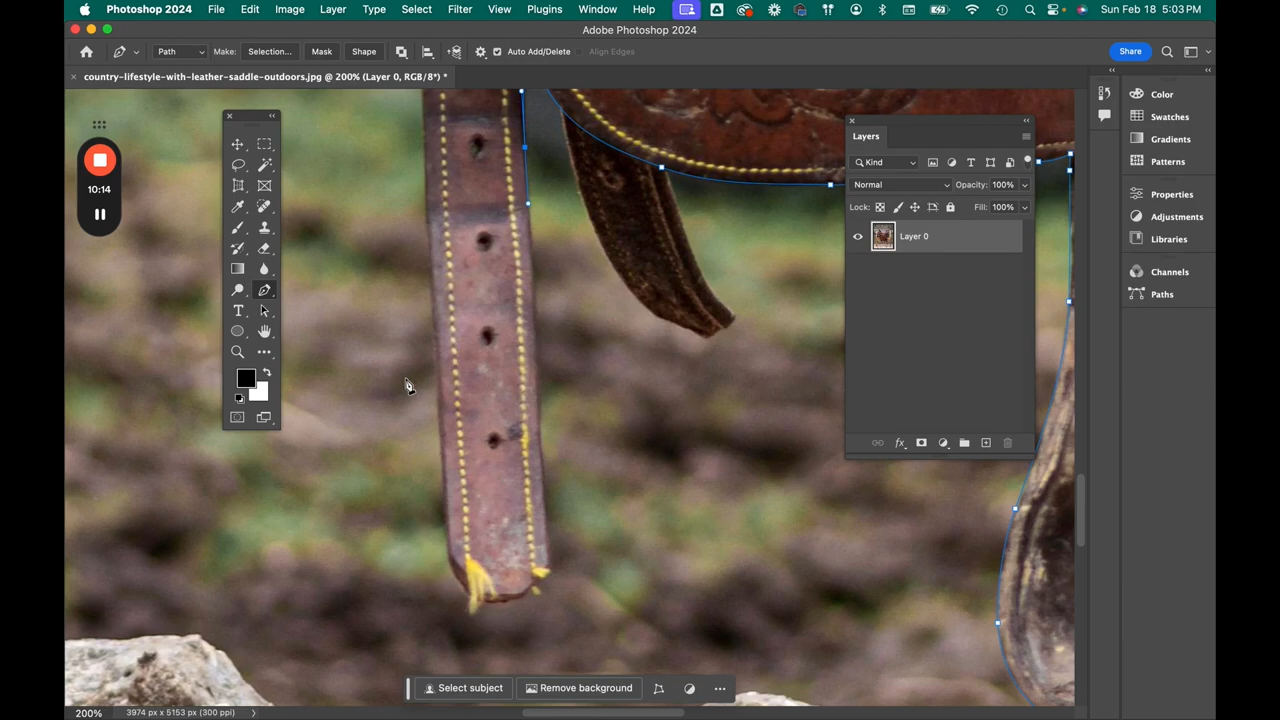 Photoshop 2024 File Edit Image Layer Type Select Filter View Plugins Window Help Sun Feb 18 5:03 PM
Adobe Photoshop 2024
Path Make: Selection... Mask Shape Auto Add/Delete Align Edges Share
country-lifestyle-with-leather-saddle-outdoors.jpg @ 200% (Layer 0, RGB/8*) *
10:14
Layers
Kind
Normal Opacity: 100%
Lock: Fill: 100%
Layer 0
Color
Swatches
Gradients
Patterns
Properties
Adjustments
Libraries
Channels
Paths
Select subject Remove background
200% 3974 px x 5153 px (300 ppi)